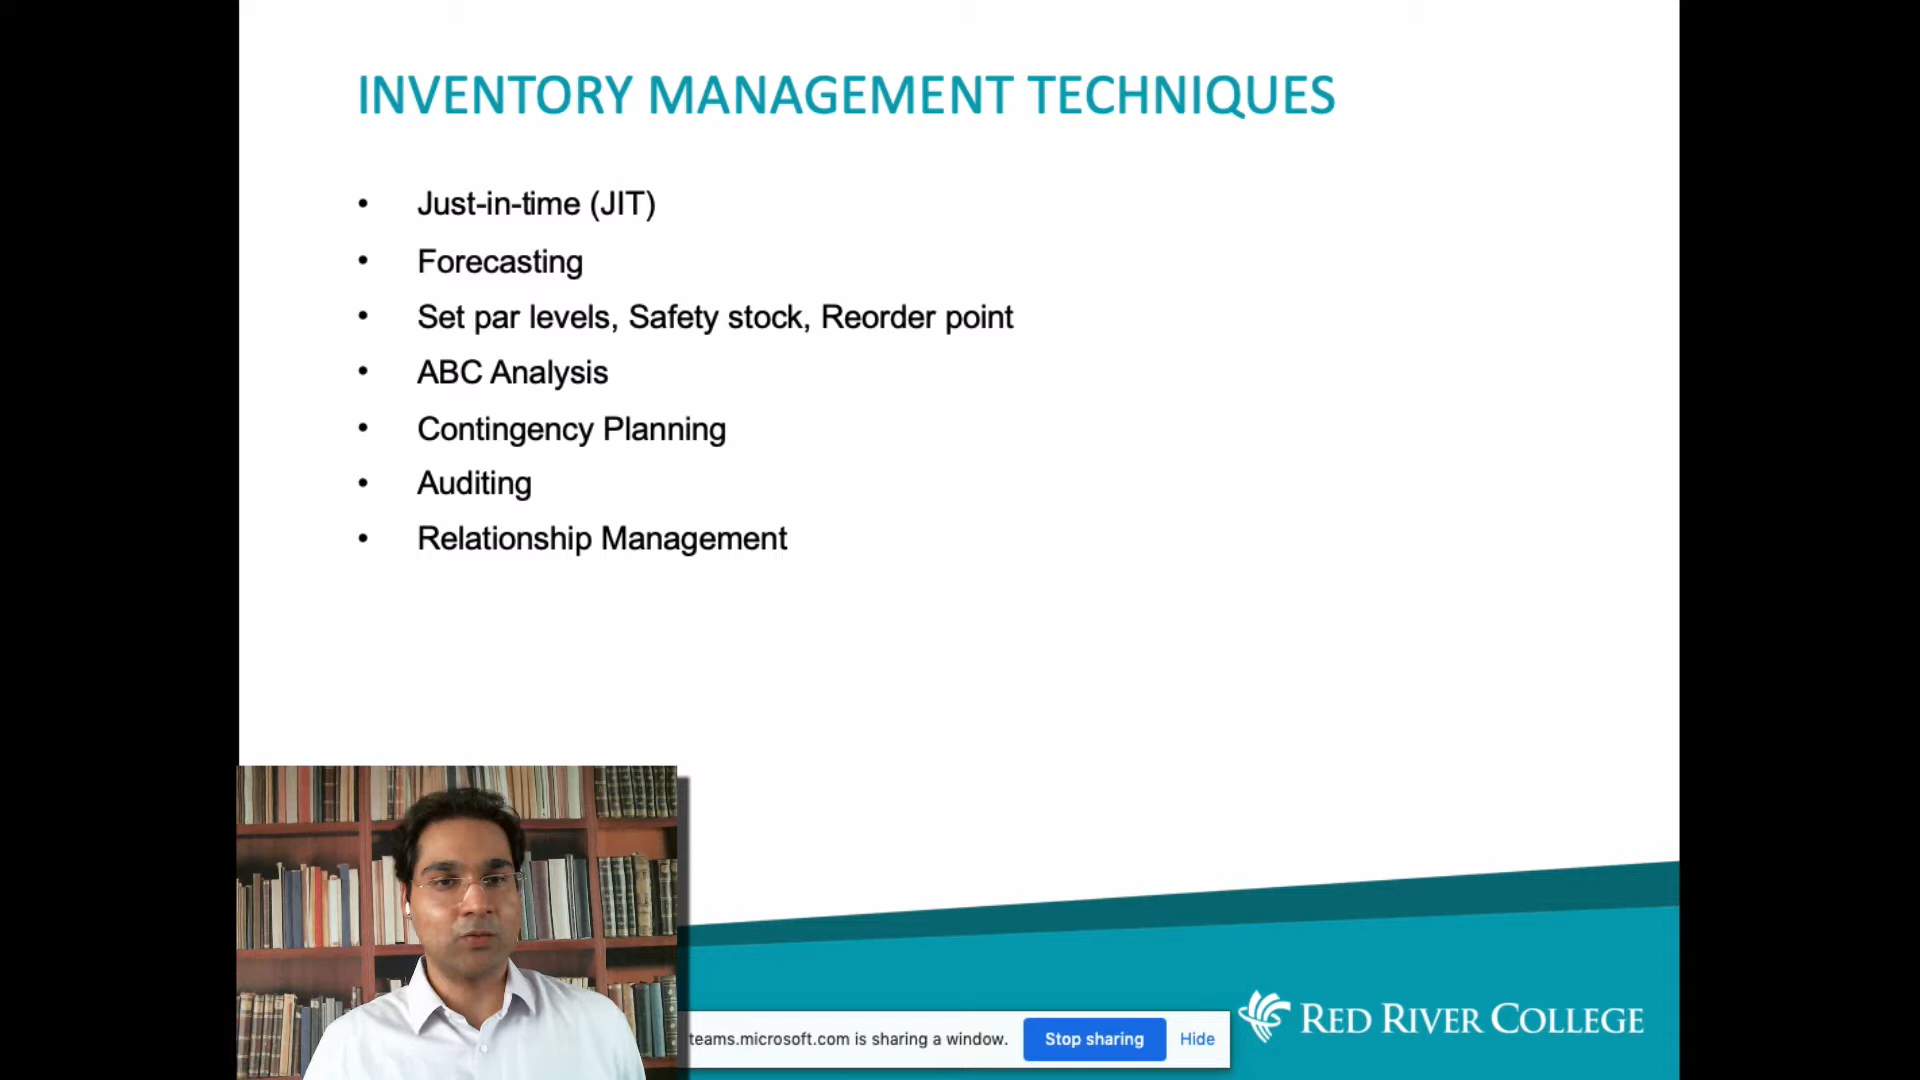 INVENTORY MANAGEMENT TECHNIQUES
• Just-in-time (JIT)
• Forecasting
• Set par levels, Safety stock, Reorder point
• ABC Analysis
• Contingency Planning
• Auditing
• Relationship Management
teams.microsoft.com is sharing a window. Stop sharing Hide
RED RIVER COLLEGE